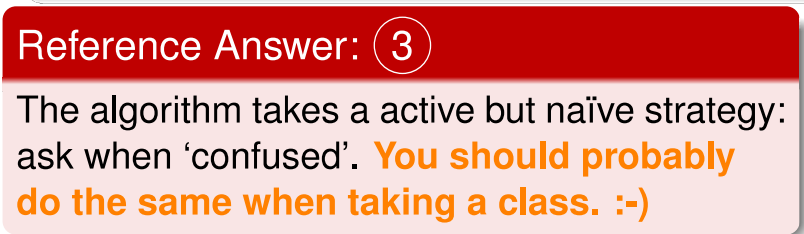 Reference Answer: 3
The algorithm takes a active but naïve strategy:
ask when ‘confused’. You should probably
do the same when taking a class. :-)